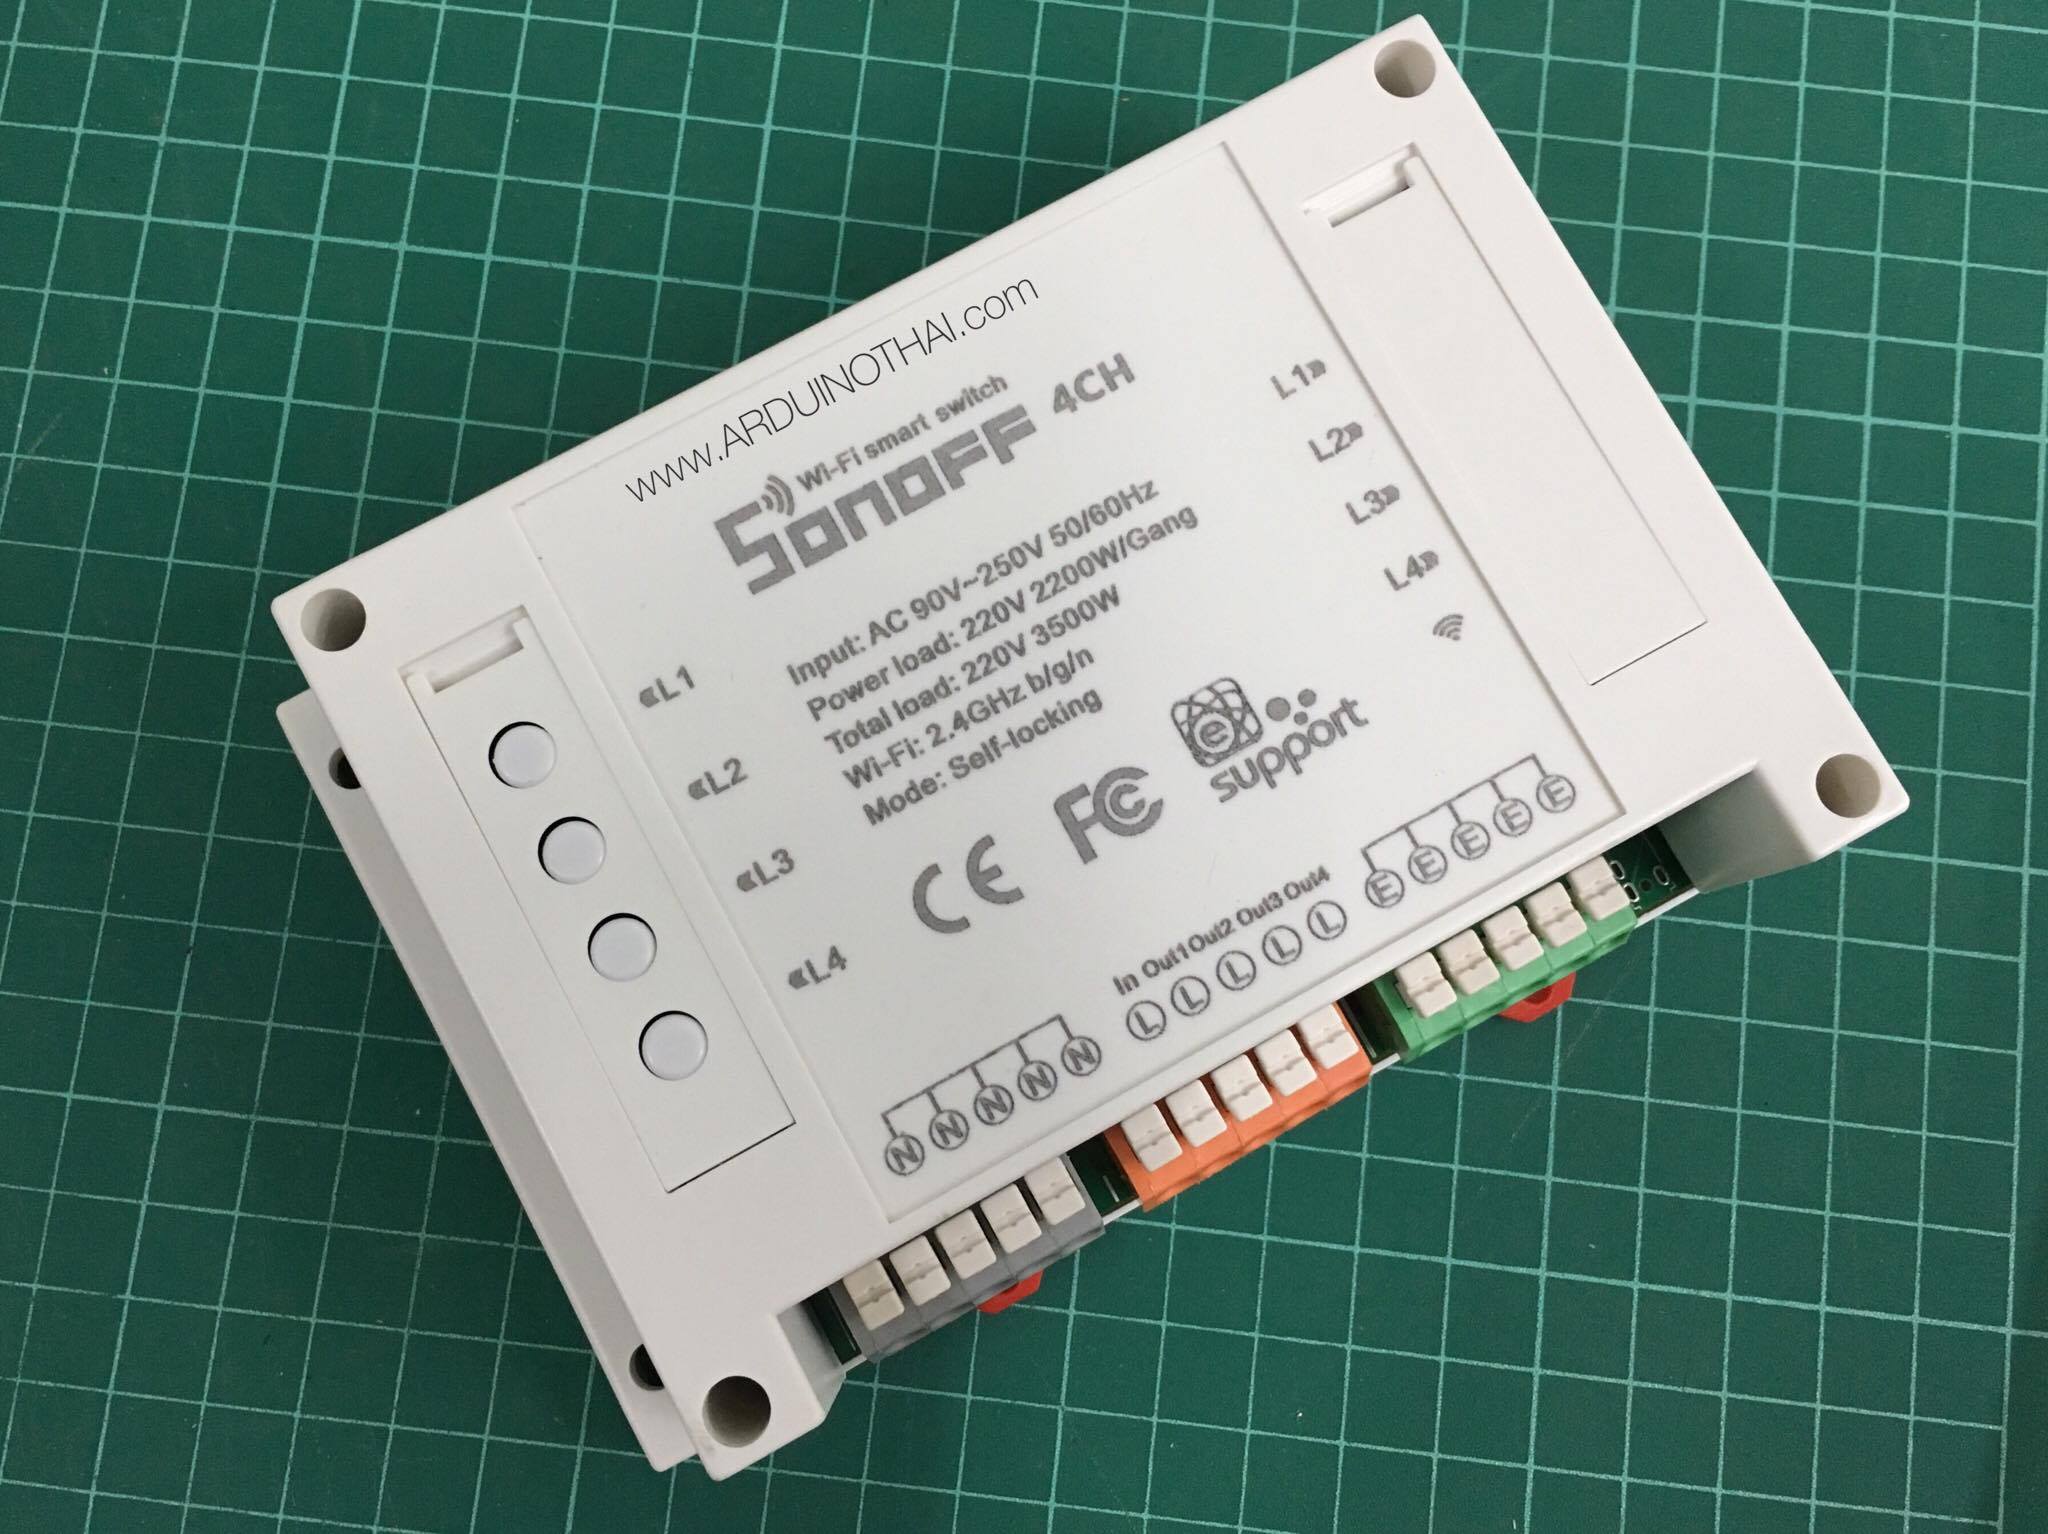 www.ARDUINOTHAI.com
Wi-Fi smart switch
SONOFF 4CH
Input: AC 90V~250V 50/60Hz
Power load: 220V 2200W/Gang
Total load: 220V 3500W
Wi-Fi: 2.4GHz b/g/n
Mode: Self-locking
«L1
«L2
«L3
«L4
L1»
L2»
L3»
L4»
CE FC
e support
In Out1 Out2 Out3 Out4
N N N N N
L L L L L
E E E E E